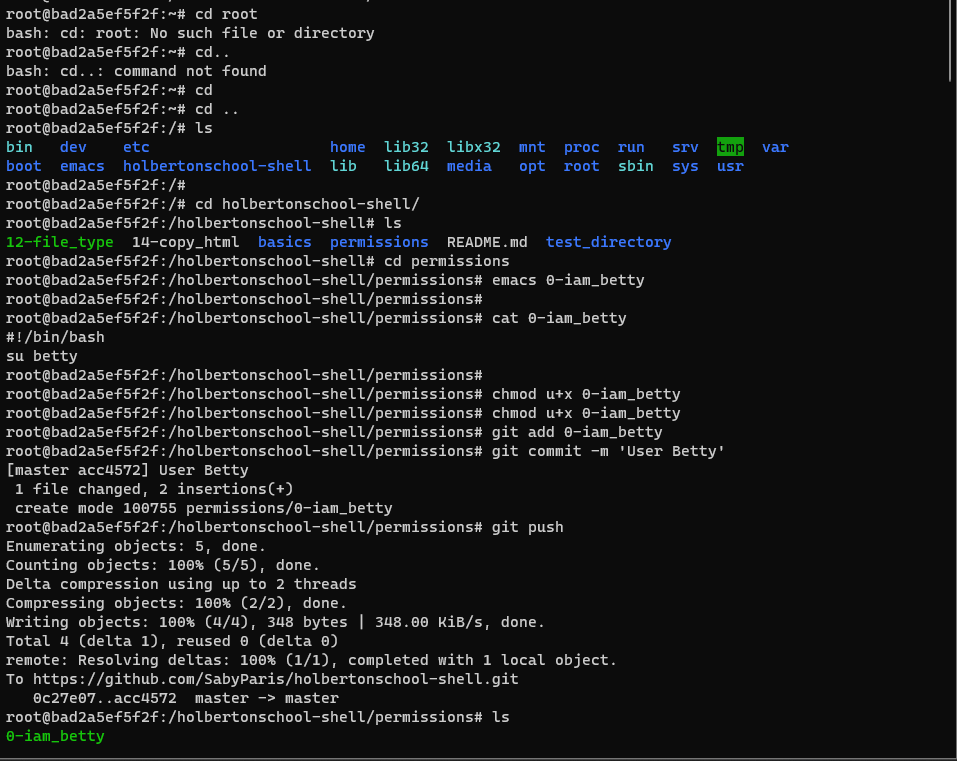 root@bad2a5ef5f2f:~# cd root
bash: cd: root: No such file or directory
root@bad2a5ef5f2f:~# cd..
bash: cd..: command not found
root@bad2a5ef5f2f:~# cd
root@bad2a5ef5f2f:~# cd ..
root@bad2a5ef5f2f:/# ls
bin   dev    etc                    home  lib32  libx32  mnt  proc  run   srv  tmp  var
boot  emacs  holbertonschool-shell  lib   lib64  media   opt  root  sbin  sys  usr
root@bad2a5ef5f2f:/#
root@bad2a5ef5f2f:/# cd holbertonschool-shell/
root@bad2a5ef5f2f:/holbertonschool-shell# ls
12-file_type  14-copy_html  basics  permissions  README.md  test_directory
root@bad2a5ef5f2f:/holbertonschool-shell# cd permissions
root@bad2a5ef5f2f:/holbertonschool-shell/permissions# emacs 0-iam_betty
root@bad2a5ef5f2f:/holbertonschool-shell/permissions#
root@bad2a5ef5f2f:/holbertonschool-shell/permissions# cat 0-iam_betty
#!/bin/bash
su betty
root@bad2a5ef5f2f:/holbertonschool-shell/permissions#
root@bad2a5ef5f2f:/holbertonschool-shell/permissions# chmod u+x 0-iam_betty
root@bad2a5ef5f2f:/holbertonschool-shell/permissions# chmod u+x 0-iam_betty
root@bad2a5ef5f2f:/holbertonschool-shell/permissions# git add 0-iam_betty
root@bad2a5ef5f2f:/holbertonschool-shell/permissions# git commit -m 'User Betty'
[master acc4572] User Betty
 1 file changed, 2 insertions(+)
 create mode 100755 permissions/0-iam_betty
root@bad2a5ef5f2f:/holbertonschool-shell/permissions# git push
Enumerating objects: 5, done.
Counting objects: 100% (5/5), done.
Delta compression using up to 2 threads
Compressing objects: 100% (2/2), done.
Writing objects: 100% (4/4), 348 bytes | 348.00 KiB/s, done.
Total 4 (delta 1), reused 0 (delta 0)
remote: Resolving deltas: 100% (1/1), completed with 1 local object.
To https://github.com/SabyParis/holbertonschool-shell.git
   0c27e07..acc4572  master -> master
root@bad2a5ef5f2f:/holbertonschool-shell/permissions# ls
0-iam_betty